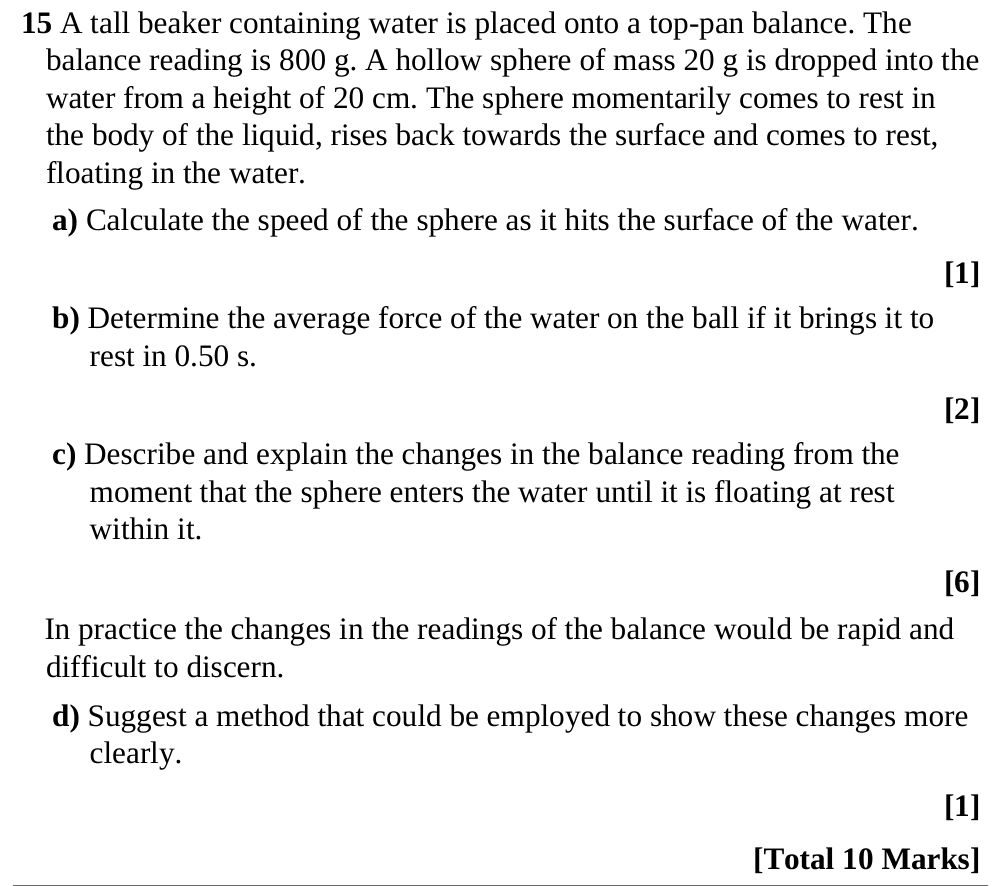 15 A tall beaker containing water is placed onto a top-pan balance. The
balance reading is 800 g. A hollow sphere of mass 20 g is dropped into the
water from a height of 20 cm. The sphere momentarily comes to rest in
the body of the liquid, rises back towards the surface and comes to rest,
floating in the water.
a) Calculate the speed of the sphere as it hits the surface of the water.
[1]
b) Determine the average force of the water on the ball if it brings it to
rest in 0.50 s.
[2]
c) Describe and explain the changes in the balance reading from the
moment that the sphere enters the water until it is floating at rest
within it.
[6]
In practice the changes in the readings of the balance would be rapid and
difficult to discern.
d) Suggest a method that could be employed to show these changes more
clearly.
[1]
[Total 10 Marks]